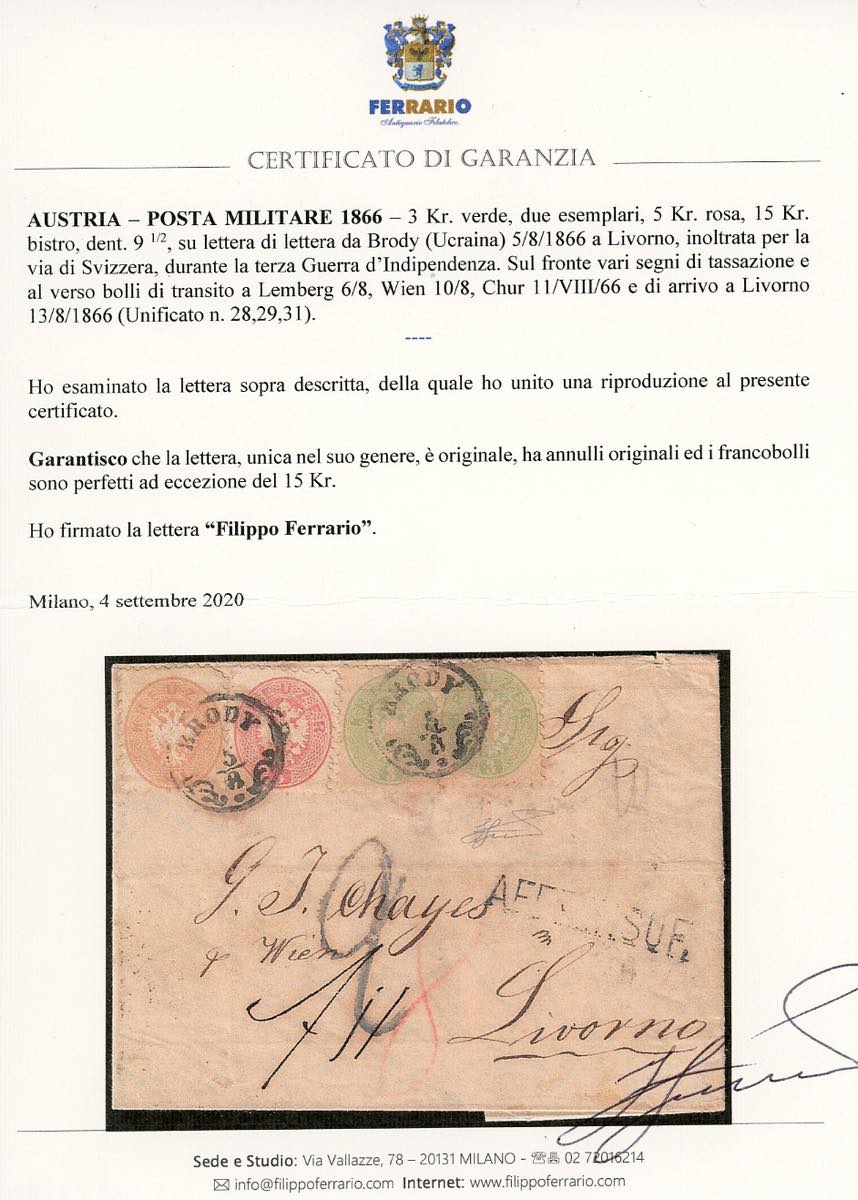 FERRARIO
Antiquario Filatelico
CERTIFICATO DI GARANZIA
AUSTRIA – POSTA MILITARE 1866 – 3 Kr. verde, due esemplari, 5 Kr. rosa, 15 Kr.
bistro, dent. 9 1/2, su lettera di lettera da Brody (Ucraina) 5/8/1866 a Livorno, inoltrata per la
via di Svizzera, durante la terza Guerra d’Indipendenza. Sul fronte vari segni di tassazione e
al verso bolli di transito a Lemberg 6/8, Wien 10/8, Chur 11/VIII/66 e di arrivo a Livorno
13/8/1866 (Unificato n. 28,29,31).
----
Ho esaminato la lettera sopra descritta, della quale ho unito una riproduzione al presente
certificato.
Garantisco che la lettera, unica nel suo genere, è originale, ha annulli originali ed i francobolli
sono perfetti ad eccezione del 15 Kr.
Ho firmato la lettera “Filippo Ferrario”.
Milano, 4 settembre 2020
BRODY
5/8
BRODY
5/8
Sig
G. T. Chayes
& Wien
Livorno
Sede e Studio: Via Vallazze, 78 – 20131 MILANO - 02 72016214
info@filippoferrario.com Internet: www.filippoferrario.com